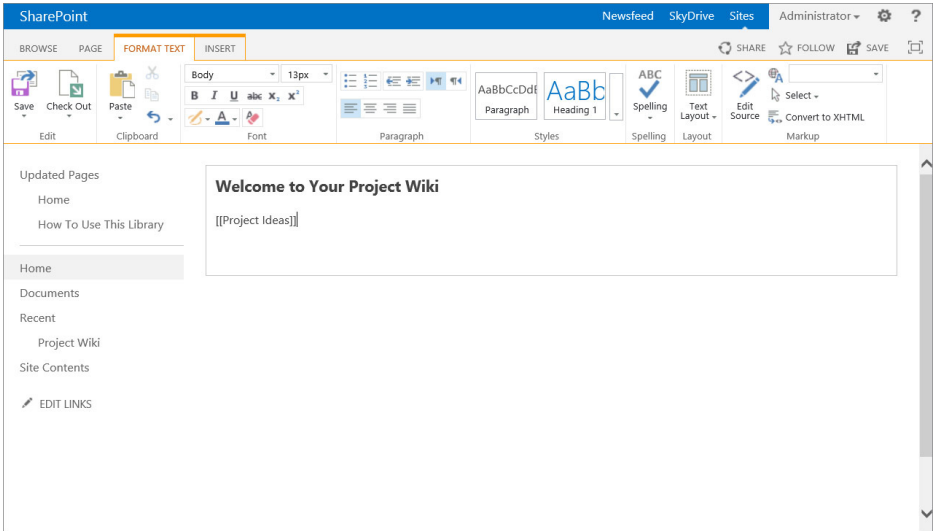 SharePoint Newsfeed SkyDrive Sites Administrator ?
BROWSE PAGE FORMAT TEXT INSERT SHARE FOLLOW SAVE
Save Check Out Paste
Edit Clipboard
Body 13px
B I U abc X₂ X²
A
Font
Paragraph
AaBbCcDdE AaBb
Paragraph Heading 1
Styles
ABC
Spelling
Spelling
Text Layout
Layout
Edit Source
Select
Convert to XHTML
Markup
Updated Pages
Home
How To Use This Library
Home
Documents
Recent
Project Wiki
Site Contents
EDIT LINKS
Welcome to Your Project Wiki
[[Project Ideas]]